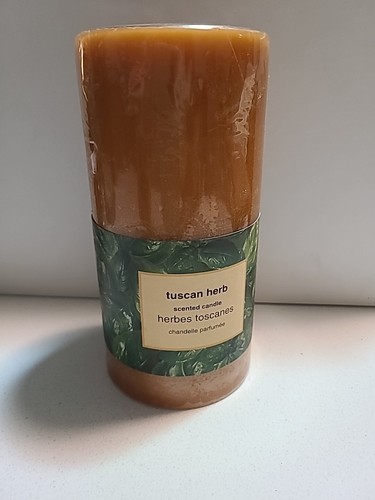 tuscan herb
scented candle
herbes toscanes
chandelle parfumée